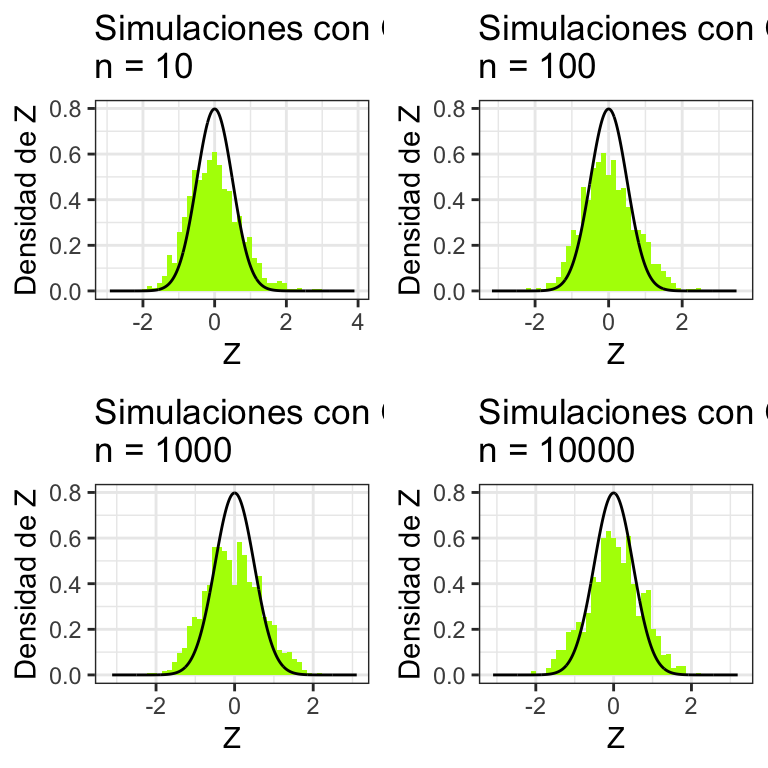 Simulaciones con
n = 10
Densidad de Z
0.8
0.6
0.4
0.2
0.0
-2 0 2 4
Z
Simulaciones con
n = 100
Densidad de Z
0.8
0.6
0.4
0.2
0.0
-2 0 2
Z
Simulaciones con
n = 1000
Densidad de Z
0.8
0.6
0.4
0.2
0.0
-2 0 2
Z
Simulaciones con
n = 10000
Densidad de Z
0.8
0.6
0.4
0.2
0.0
-2 0 2
Z